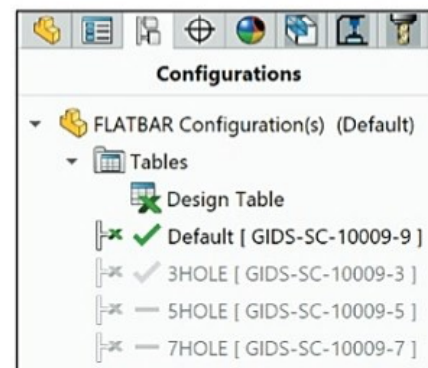 Configurations
FLATBAR Configuration(s) (Default)
Tables
Design Table
Default [ GIDS-SC-10009-9 ]
3HOLE [ GIDS-SC-10009-3 ]
5HOLE [ GIDS-SC-10009-5 ]
7HOLE [ GIDS-SC-10009-7 ]